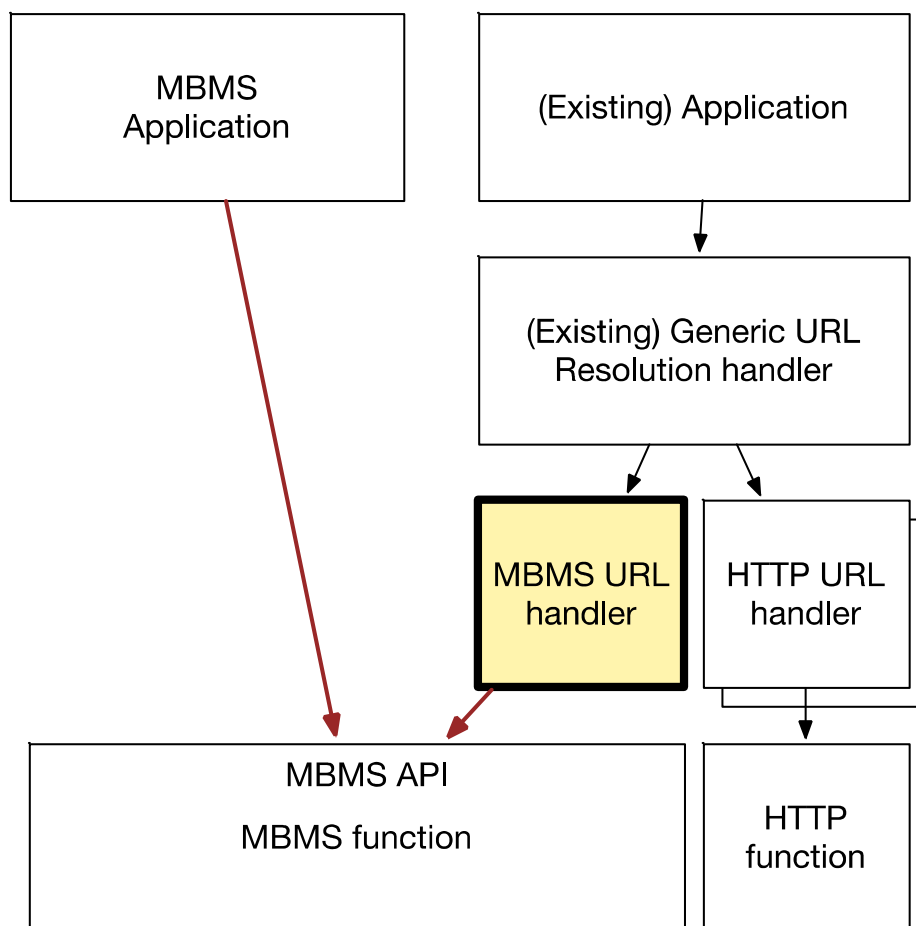 MBMS
Application
(Existing) Application
(Existing) Generic URL
Resolution handler
MBMS URL
handler
HTTP URL
handler
MBMS API
MBMS function
HTTP
function